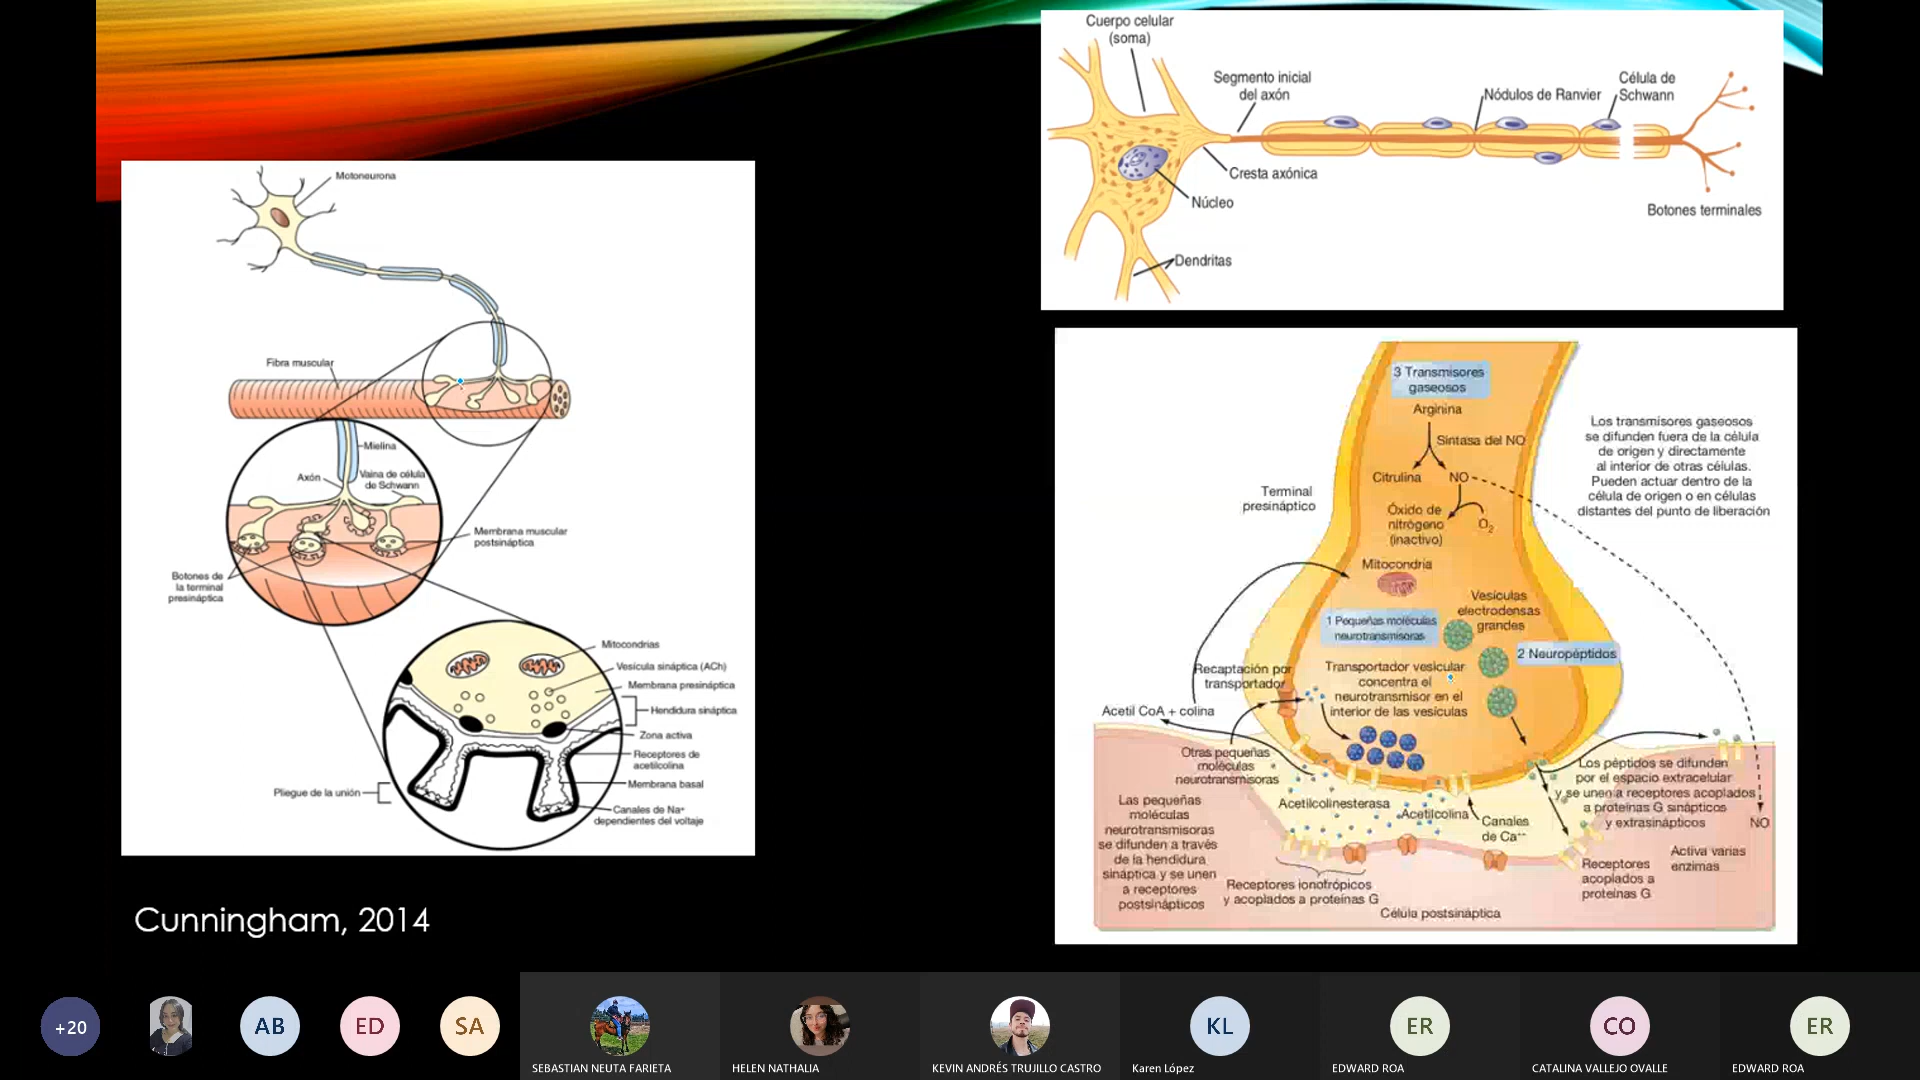 Motoneurona
Fibra muscular
Mielina
Axón
Vaina de célula
de Schwann
Membrana muscular
postsináptica
Botones de
la terminal
presináptica
Mitocondrias
Vesícula sináptica (ACh)
Membrana presináptica
Hendidura sináptica
Zona activa
Receptores de
acetilcolina
Membrana basal
Pliegue de la unión
Canales de Na⁺
dependientes del voltaje
Cunningham, 2014
Cuerpo celular
(soma)
Segmento inicial
del axón
Nódulos de Ranvier
Célula de
Schwann
Cresta axónica
Núcleo
Botones terminales
Dendritas
3 Transmisores
gaseosos
Arginina
Sintasa del NO
Citrulina
NO
Óxido de
nitrógeno
(inactivo)
O₂
Los transmisores gaseosos
se difunden fuera de la célula
de origen y directamente
al interior de otras células.
Pueden actuar dentro de la
célula de origen o en células
distantes del punto de liberación
Terminal
presináptico
Mitocondria
Vesículas
electrodensas
grandes
1 Pequeñas moléculas
neurotransmisoras
2 Neuropéptidos
Recaptación por
transportador
Transportador vesicular
concentra el
neurotransmisor en el
interior de las vesículas
Acetil CoA + colina
Otras pequeñas
moléculas
neurotransmisoras
Acetilcolinesterasa
Acetilcolina
Canales
de Ca⁺⁺
Los péptidos se difunden
por el espacio extracelular
y se unen a receptores acoplados
a proteínas G sinápticos
y extrasinápticos
NO
Las pequeñas
moléculas
neurotransmisoras
se difunden a través
de la hendidura
sináptica y se unen
a receptores
postsinápticos
Receptores ionotrópicos
y acoplados a proteínas G
Receptores
acoplados a
proteínas G
Activa varias
enzimas
Célula postsináptica
+20
AB
ED
SA
KL
ER
CO
ER
SEBASTIAN NEUTA FARIETA
HELEN NATHALIA
KEVIN ANDRÉS TRUJILLO CASTRO
Karen López
EDWARD ROA
CATALINA VALLEJO OVALLE
EDWARD ROA